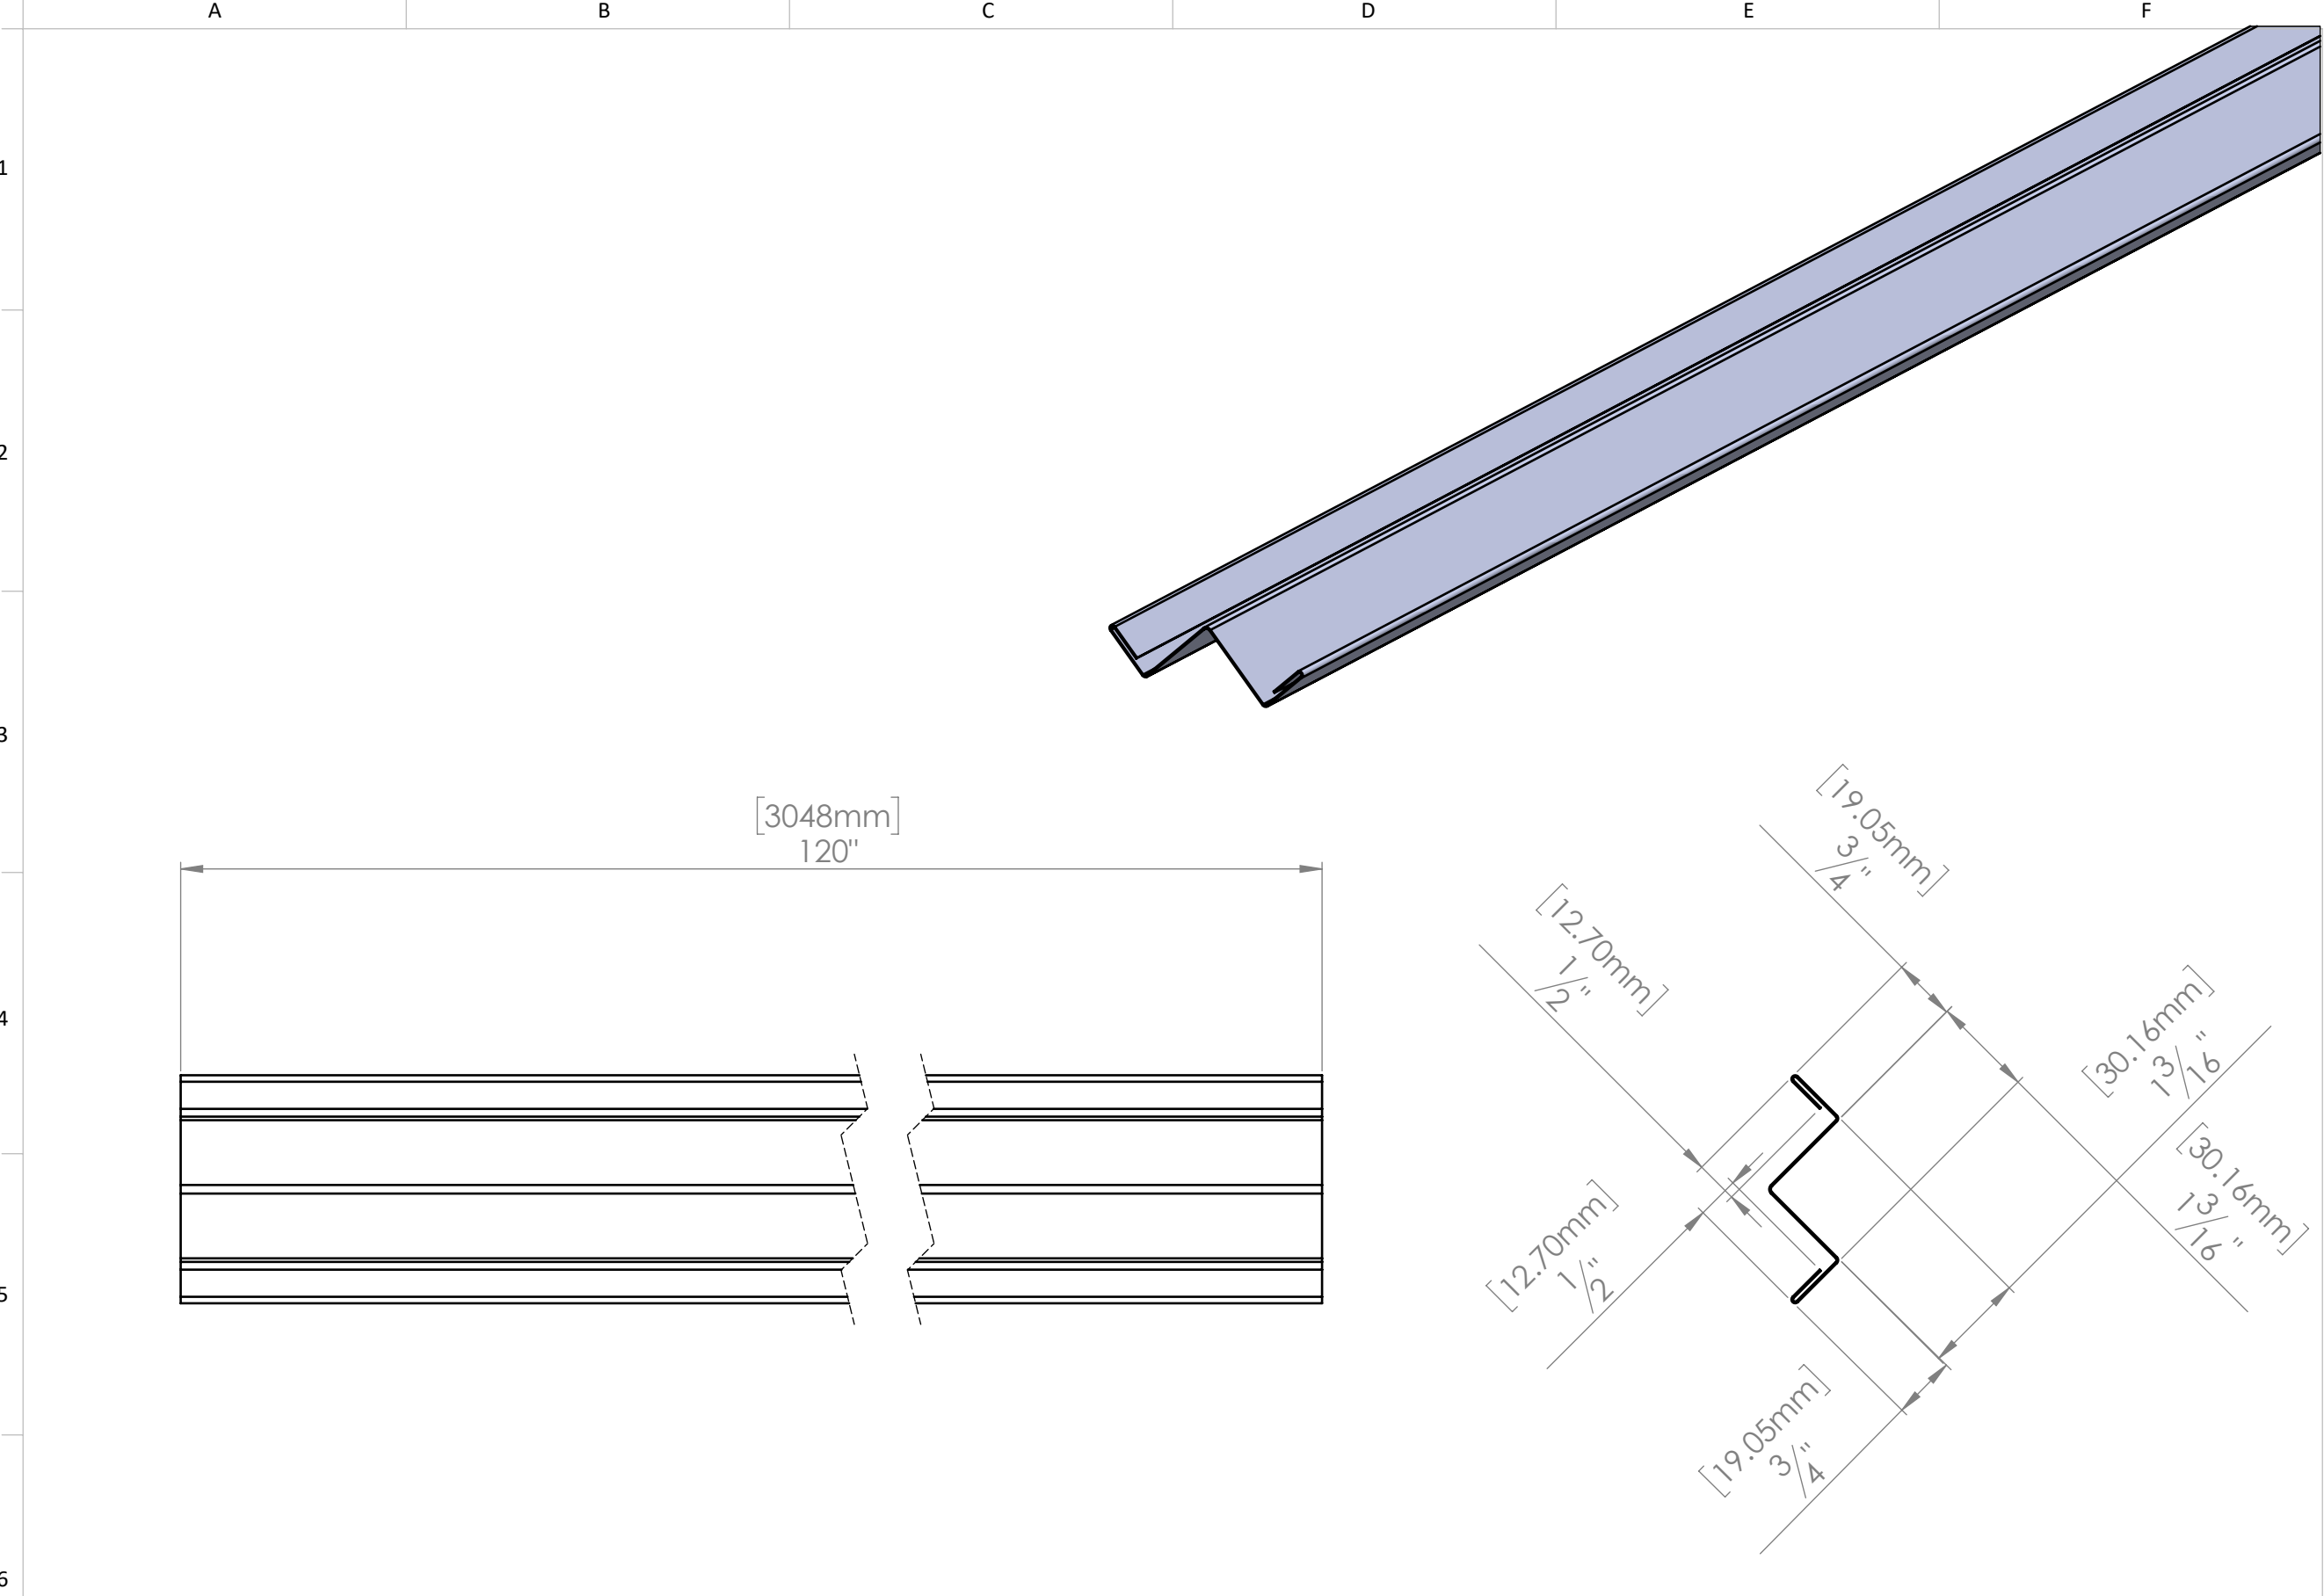 A B C D E F
1
2
3
[3048mm]
120"
[19.05mm]
3/4"
[12.70mm]
1/2"
4
[30.16mm]
1 3/16"
[30.16mm]
1 3/16"
[12.70mm]
1/2"
5
[19.05mm]
3/4"
6